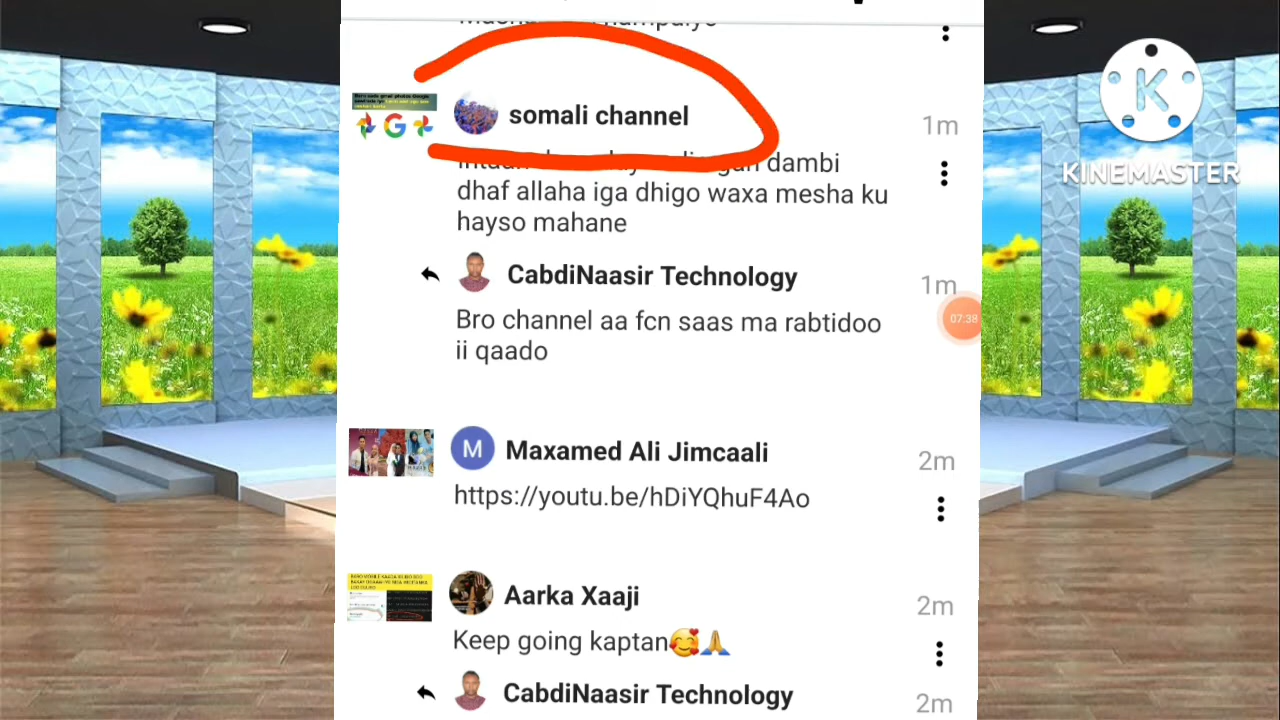 somali channel
1m
dambi
dhaf allaha iga dhigo waxa mesha ku
hayso mahane
CabdiNaasir Technology
1m
Bro channel aa fcn saas ma rabtidoo
ii qaado
07:38
M
Maxamed Ali Jimcaali
2m
https://youtu.be/hDiYQhuF4Ao
Aarka Xaaji
2m
Keep going kaptan🥰🙏
CabdiNaasir Technology
2m
K
KINEMASTER